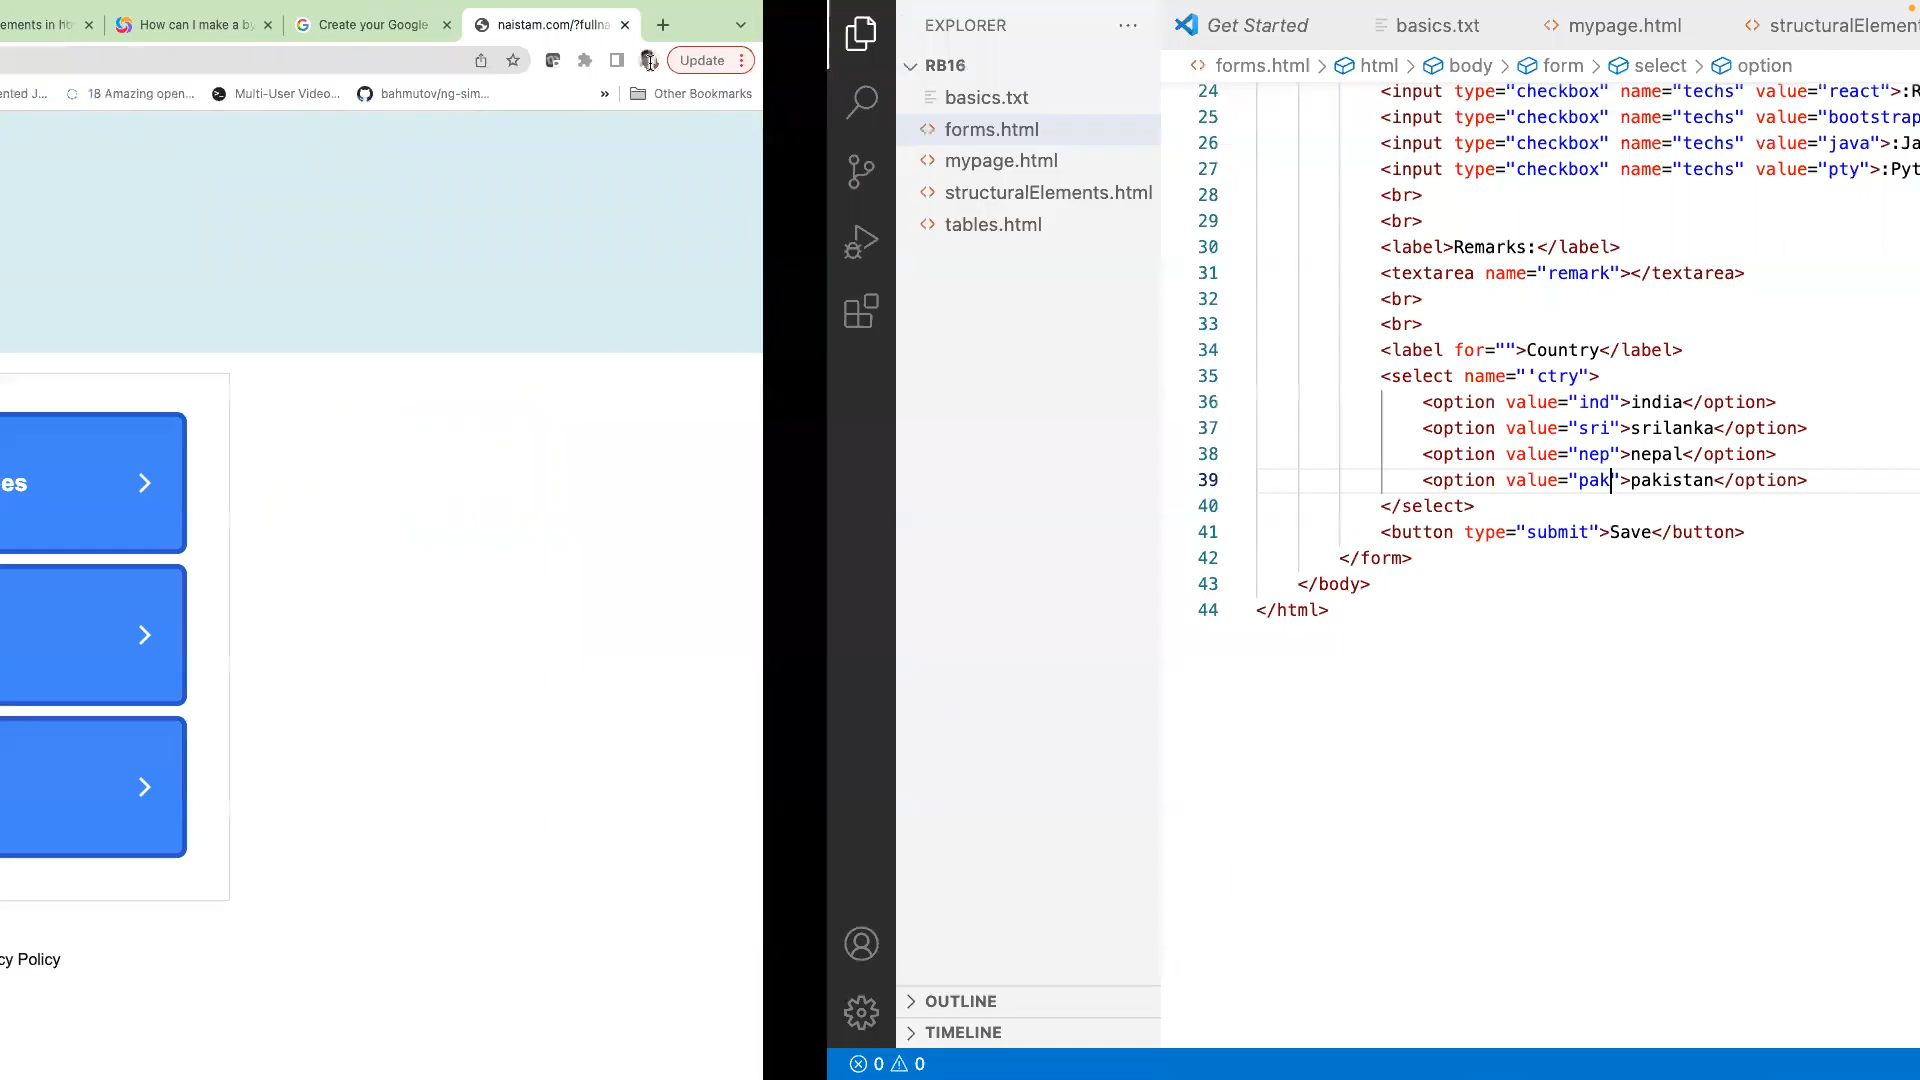 ements in ht
How can I make a by
Create your Google
naistam.com/?fullna
Update
ented J...
18 Amazing open...
Multi-User Video...
bahmutov/ng-sim...
»
Other Bookmarks
es
cy Policy
EXPLORER
RB16
basics.txt
forms.html
mypage.html
structuralElements.html
tables.html
OUTLINE
TIMELINE
0 0
Get Started
basics.txt
mypage.html
structuralElement
forms.html > html > body > form > select > option
24 <input type="checkbox" name="techs" value="react">:R
25 <input type="checkbox" name="techs" value="bootstrap
26 <input type="checkbox" name="techs" value="java">:Ja
27 <input type="checkbox" name="techs" value="pty">:Pyt
28 <br>
29 <br>
30 <label>Remarks:</label>
31 <textarea name="remark"></textarea>
32 <br>
33 <br>
34 <label for="">Country</label>
35 <select name="'ctry">
36 <option value="ind">india</option>
37 <option value="sri">srilanka</option>
38 <option value="nep">nepal</option>
39 <option value="pak">pakistan</option>
40 </select>
41 <button type="submit">Save</button>
42 </form>
43 </body>
44 </html>